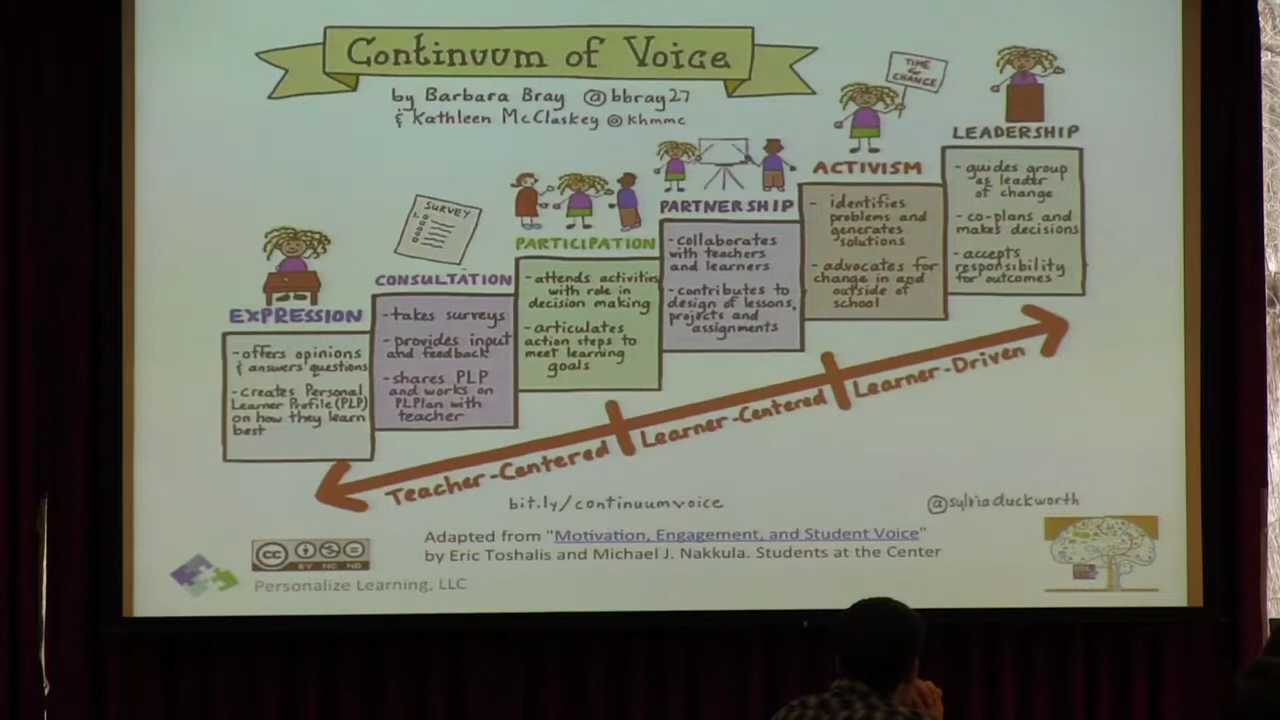 Continuum of Voice
by Barbara Bray @bbray27
& Kathleen McClaskey @khmmc
EXPRESSION
-offers opinions
& answers questions
-creates Personal
Learner Profile (PLP)
on how they learn
best
SURVEY
CONSULTATION
-takes surveys
-provides input
and feedback
-shares PLP
and works on
PLPlan with
teacher
PARTICIPATION
-attends activities
with role in
decision making
-articulates
action steps to
meet learning
goals
PARTNERSHIP
-collaborates
with teachers
and learners
-contributes to
design of lessons,
projects and
assignments
TIME
for
CHANGE
ACTIVISM
- identifies
problems and
generates
solutions
-advocates for
change in and
outside of
school
LEADERSHIP
-guides group
as leader
of change
-co-plans and
makes decisions
-accepts
responsibility
for outcomes
Teacher-Centered
Learner-Centered
Learner-Driven
bit.ly/continuumvoice
@sylviaduckworth
Adapted from "Motivation, Engagement, and Student Voice"
by Eric Toshalis and Michael J. Nakkula. Students at the Center
cc
BY NC ND
Personalize Learning, LLC